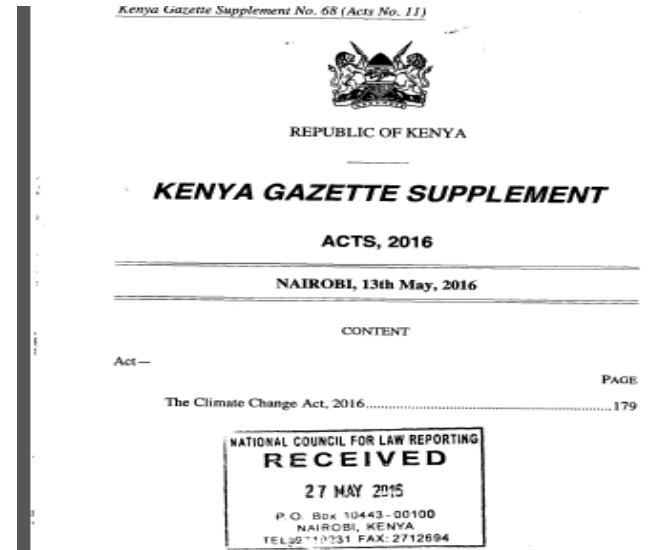 Kenya Gazette Supplement No. 68 (Acts No. 11)
REPUBLIC OF KENYA
KENYA GAZETTE SUPPLEMENT
ACTS, 2016
NAIROBI, 13th May, 2016
CONTENT
Act—
PAGE
The Climate Change Act, 2016............................................................179
NATIONAL COUNCIL FOR LAW REPORTING
RECEIVED
27 MAY 2016
P. O. Box 10443-00100
NAIROBI, KENYA
FAX: 2712694